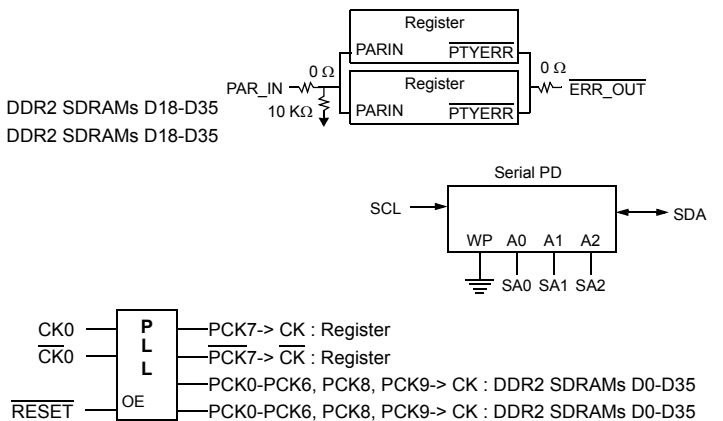 Register
PARIN PTYERR
0 Ω
PAR_IN
Register
0 Ω
ERR_OUT
10 KΩ
PARIN PTYERR
DDR2 SDRAMs D18-D35
DDR2 SDRAMs D18-D35
Serial PD
SCL
SDA
WP A0 A1 A2
SA0 SA1 SA2
CK0
PLL
PCK7-> CK : Register
CK0
PCK7-> CK : Register
PCK0-PCK6, PCK8, PCK9-> CK : DDR2 SDRAMs D0-D35
RESET
OE
PCK0-PCK6, PCK8, PCK9-> CK : DDR2 SDRAMs D0-D35